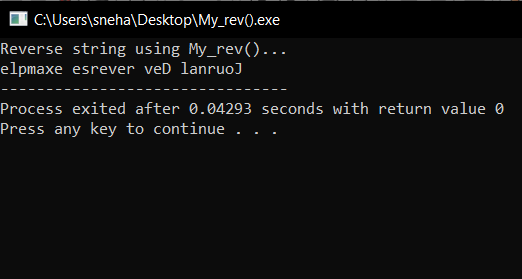 C:\Users\sneha\Desktop\My_rev().exe
Reverse string using My_rev()...
elpmaxe esrever veD lanruoJ
--------------------------------
Process exited after 0.04293 seconds with return value 0
Press any key to continue . . .